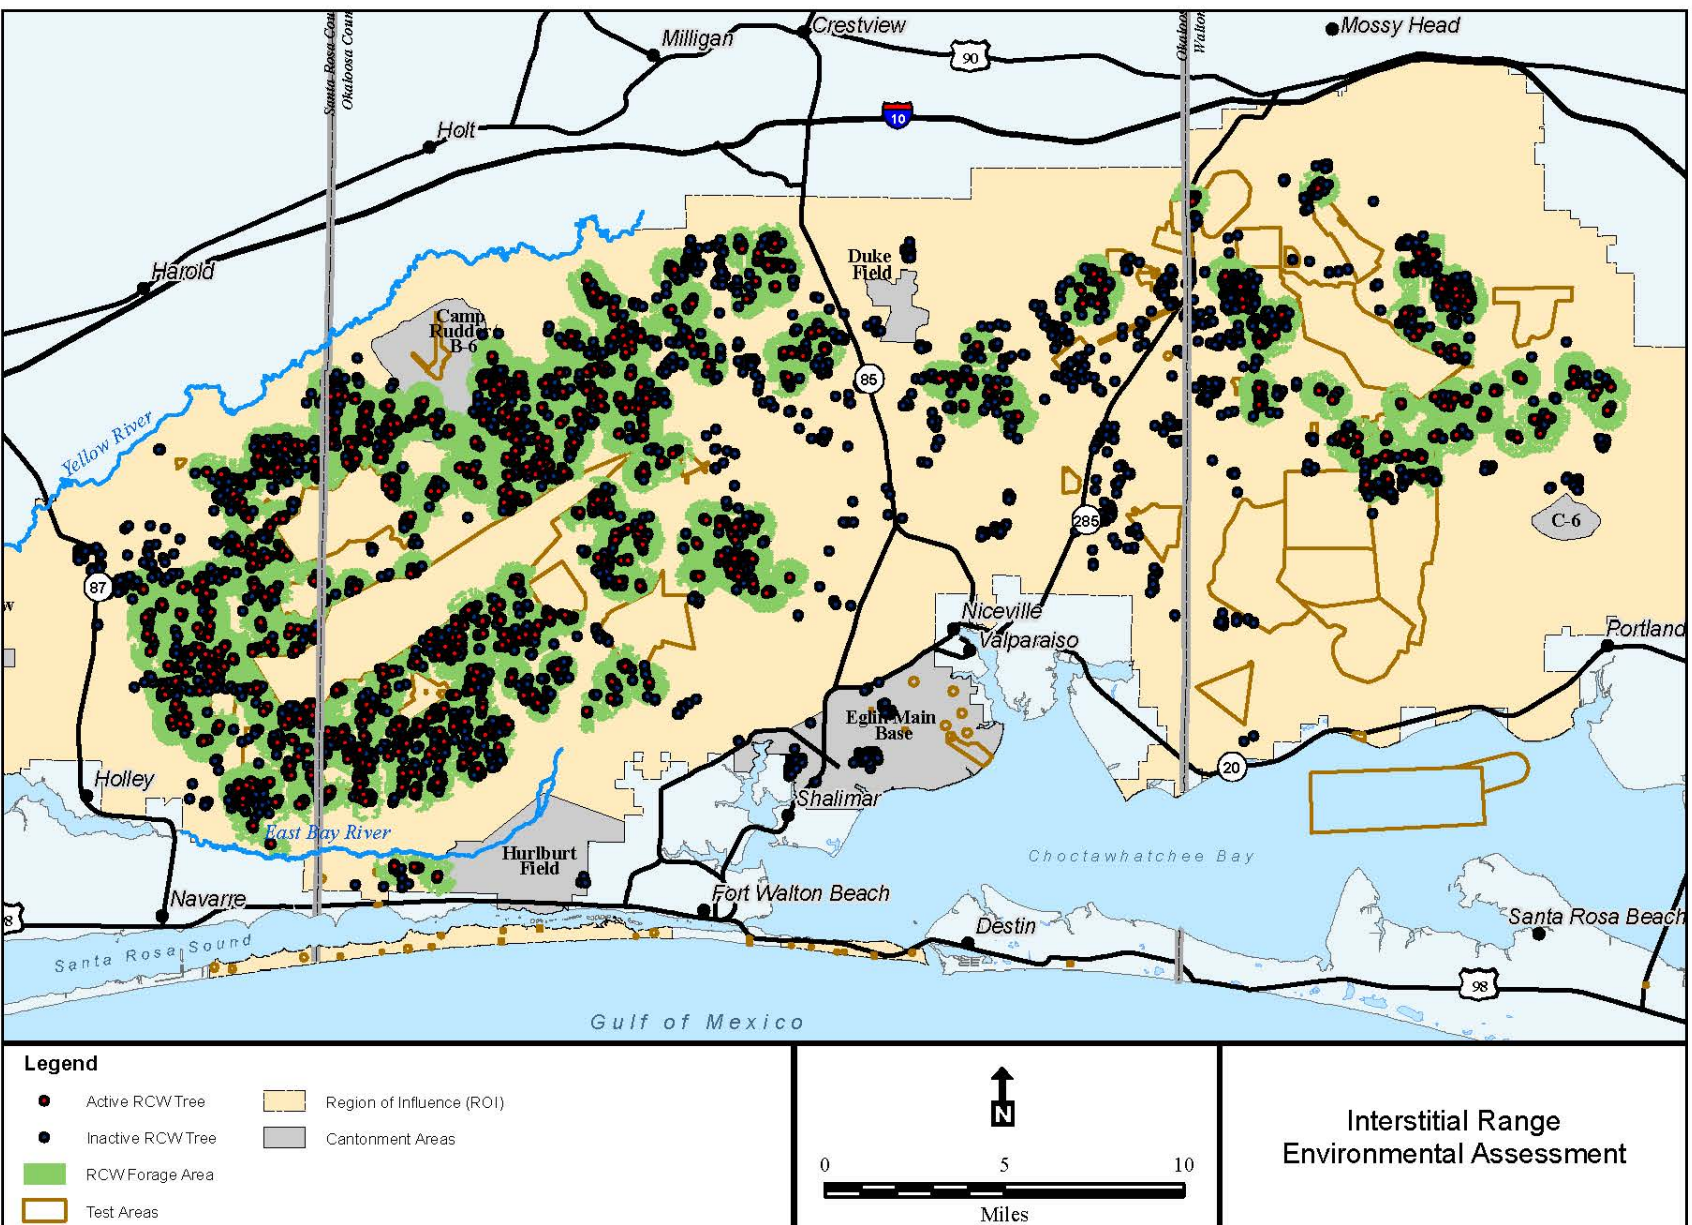 Santa Rosa Cou
Okaloosa Coun
Okaloos
Walton
Mossy Head
Crestview
Milligan
90
10
Holt
Harold
Duke
Field
Camp
Rudder
B-6
85
Yellow River
285
C-6
87
w
Niceville
Valparaiso
Portland
Eglin Main
Base
20
Holley
Shalimar
East Bay River
Hurlburt
Field
Choctawhatchee Bay
Navarre
Fort Walton Beach
8
Santa Rosa Beach
Destin
Santa Rosa Sound
98
Gulf of Mexico
Legend
Active RCW Tree
Inactive RCW Tree
RCW Forage Area
Test Areas
Region of Influence (ROI)
Cantonment Areas
N
0 5 10
Miles
Interstitial Range
Environmental Assessment